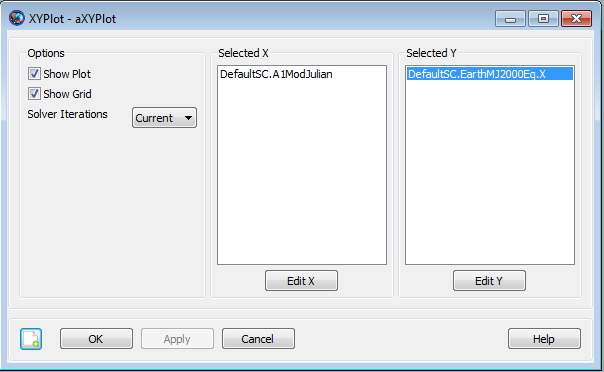 XYPlot - aXYPlot
Options
Show Plot
Show Grid
Solver Iterations
Current
Selected X
DefaultSC.A1ModJulian
Edit X
Selected Y
DefaultSC.EarthMJ2000Eq.X
Edit Y
OK
Apply
Cancel
Help